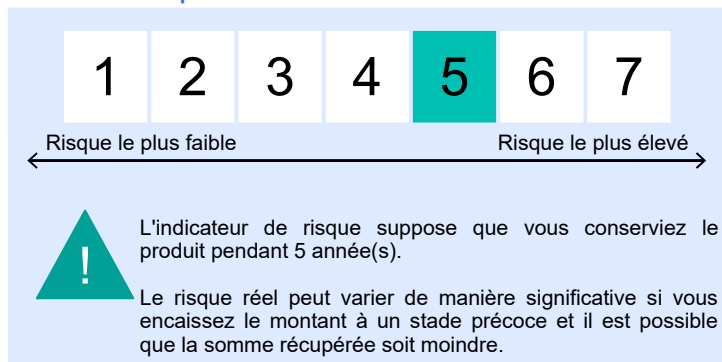 1 2 3 4 5 6 7
Risque le plus faible Risque le plus élevé
!
L'indicateur de risque suppose que vous conserviez le
produit pendant 5 année(s).
Le risque réel peut varier de manière significative si vous
encaissez le montant à un stade précoce et il est possible
que la somme récupérée soit moindre.